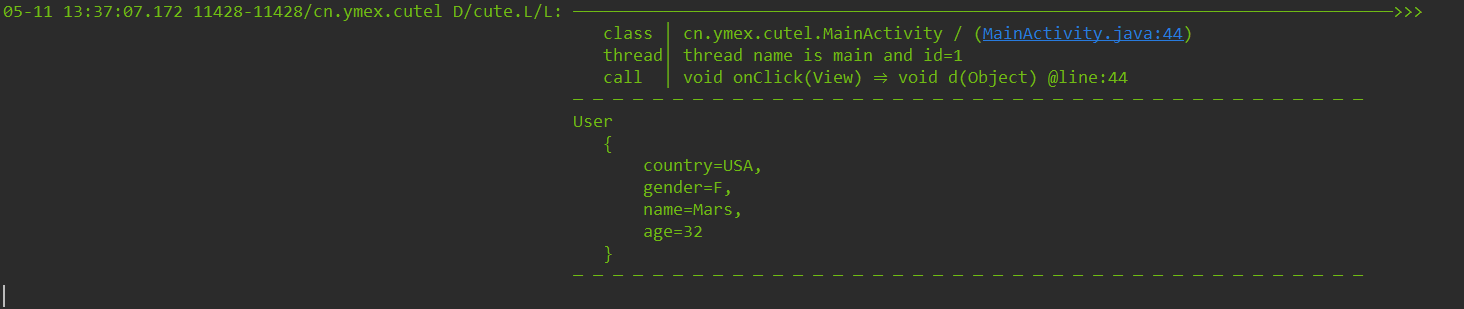 05-11 13:37:07.172 11428-11428/cn.ymex.cutel D/cute.L/L: ———————————————————————————————————————————>>>
class │ cn.ymex.cutel.MainActivity / (MainActivity.java:44)
thread│ thread name is main and id=1
call │ void onClick(View) ⇒ void d(Object) @line:44
— — — — — — — — — — — — — — — — — — — — — — — — — — — — — — — — — — — — — — — —
User
{
country=USA,
gender=F,
name=Mars,
age=32
}
— — — — — — — — — — — — — — — — — — — — — — — — — — — — — — — — — — — — — — — —